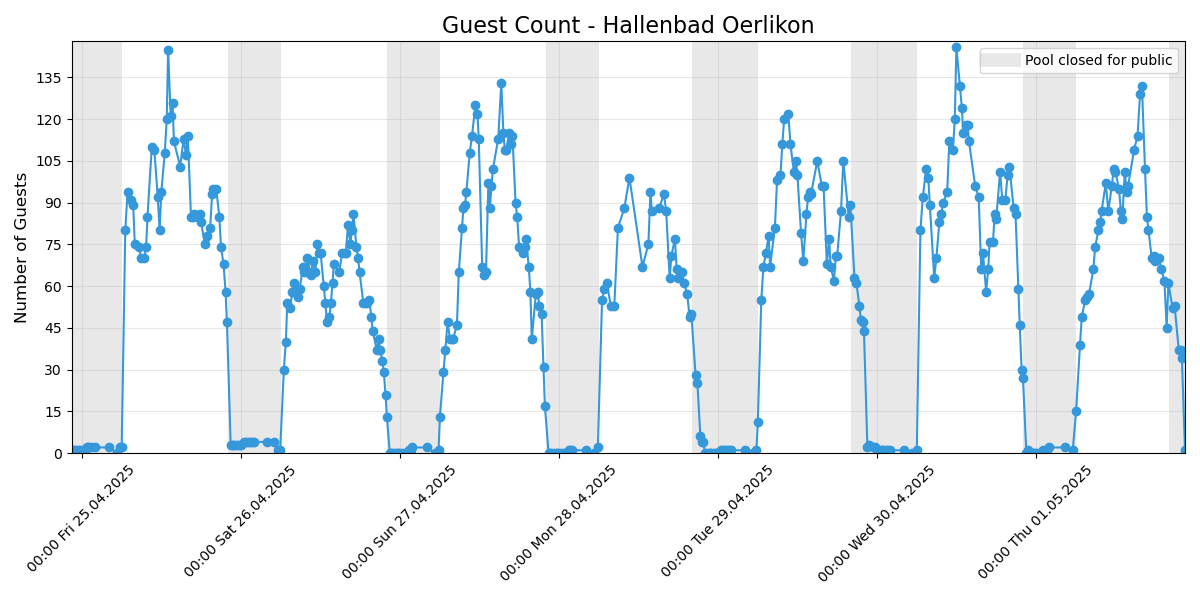 Guest Count - Hallenbad Oerlikon
Pool closed for public
Number of Guests
135
120
105
90
75
60
45
30
15
0
00:00 Fri 25.04.2025
00:00 Sat 26.04.2025
00:00 Sun 27.04.2025
00:00 Mon 28.04.2025
00:00 Tue 29.04.2025
00:00 Wed 30.04.2025
00:00 Thu 01.05.2025